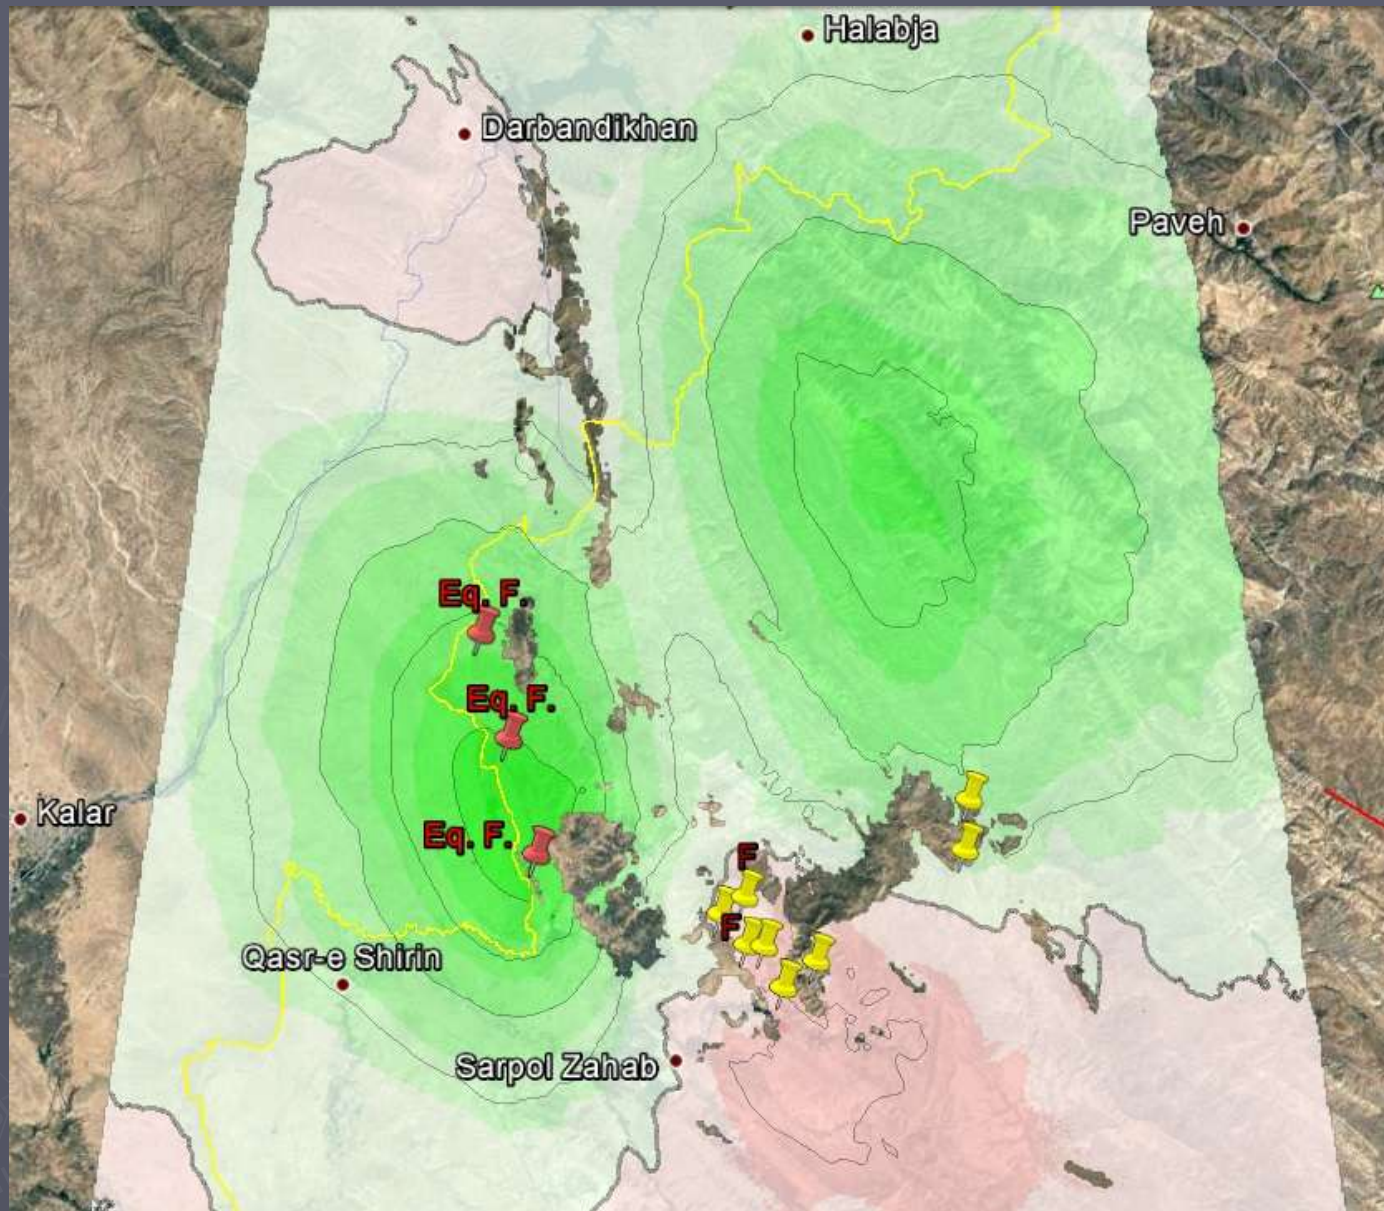 Halabja
Darbandikhan
Paveh
Eq. F.
Eq. F.
Kalar
Eq. F.
F
F
Qasr-e Shirin
Sarpol Zahab